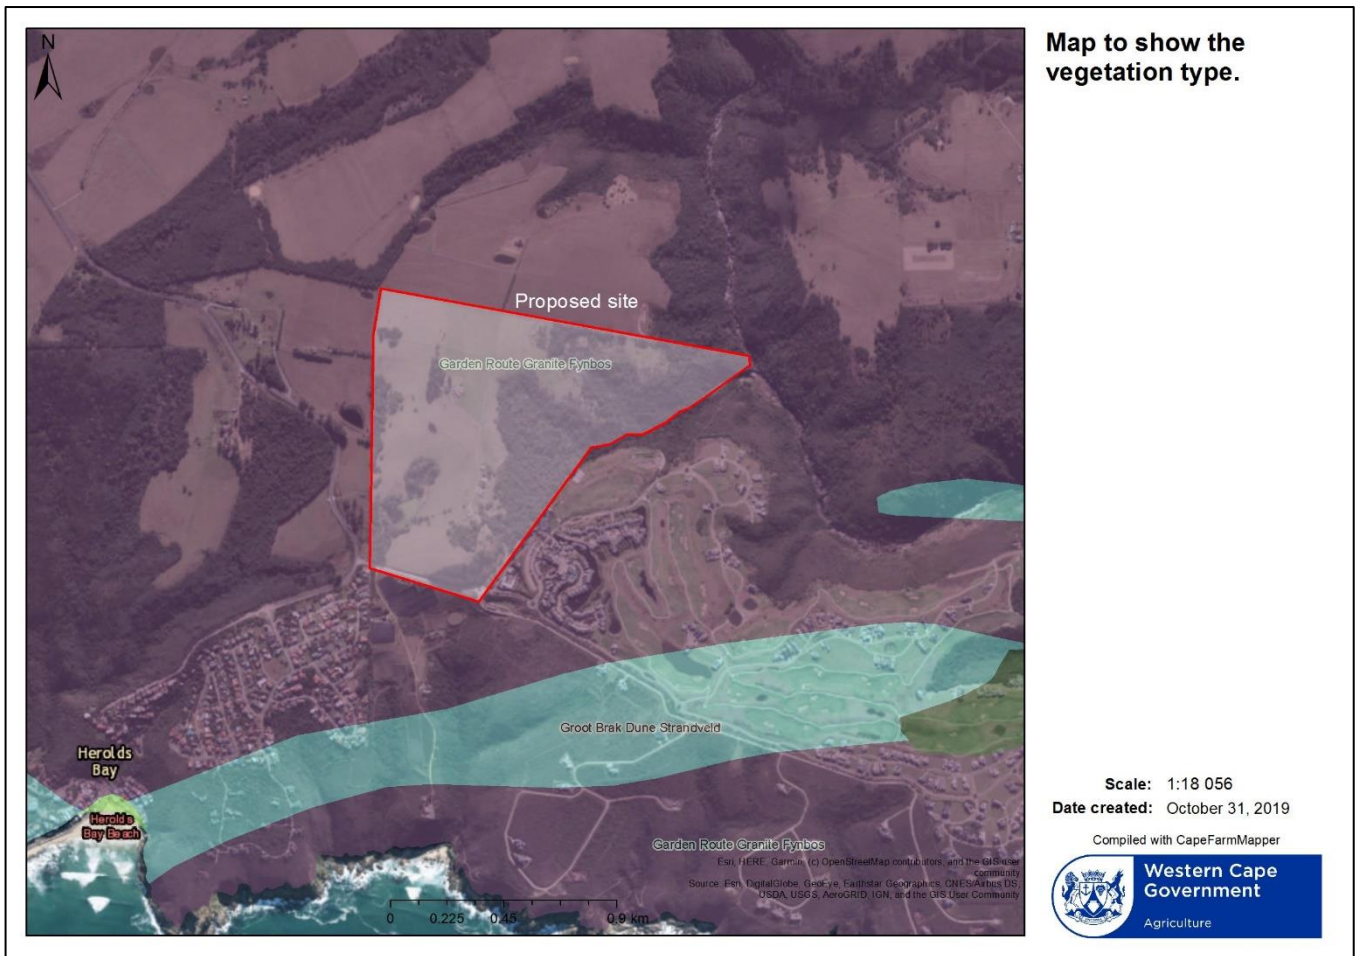 Map to show the
vegetation type.
N
Proposed site
Garden Route Granite Fynbos
Groot Brak Dune Strandveld
Herolds
Bay
Herolds
Bay Beach
Garden Route Granite Fynbos
Esri, HERE, Garmin, (c) OpenStreetMap contributors, and the GIS user
community
Source: Esri, DigitalGlobe, GeoEye, Earthstar Geographics, CNES/Airbus DS,
USDA, USGS, AeroGRID, IGN, and the GIS User Community
0 0.225 0.45 0.9 km
Scale: 1:18 056
Date created: October 31, 2019
Compiled with CapeFarmMapper
Western Cape
Government
Agriculture